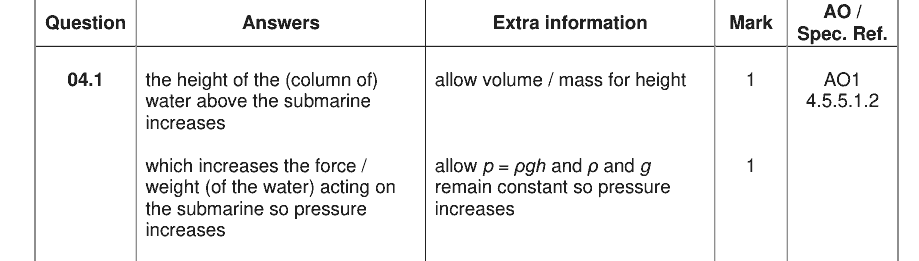 Question Answers Extra information Mark AO /
Spec. Ref.
04.1 the height of the (column of) allow volume / mass for height 1 AO1
water above the submarine 4.5.5.1.2
increases
which increases the force / allow p = ρgh and ρ and g 1
weight (of the water) acting on remain constant so pressure
the submarine so pressure increases
increases